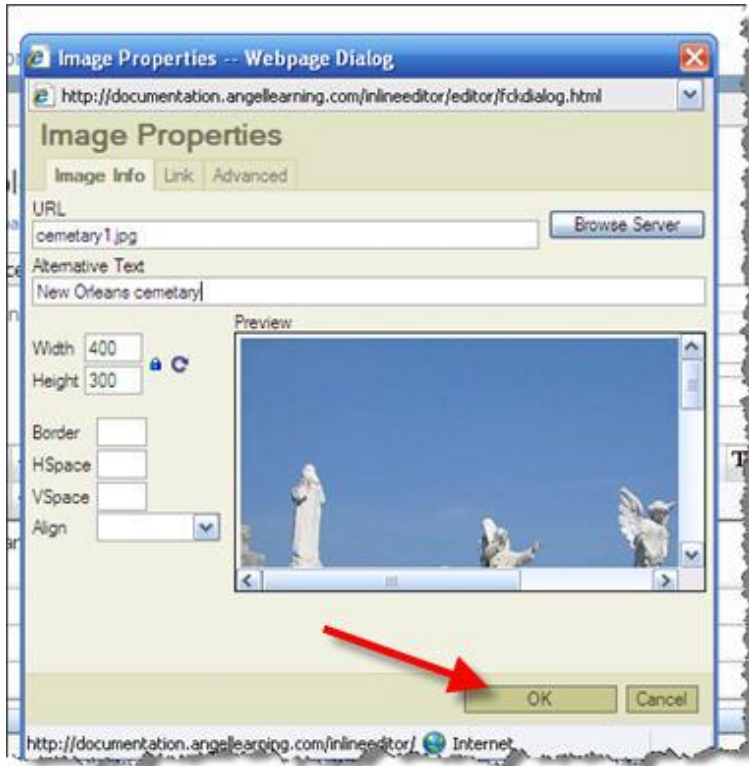 Image Properties -- Webpage Dialog
http://documentation.angellearning.com/inlineeditor/editor/fckdialog.html
Image Properties
Image Info Link Advanced
URL
cemetary1.jpg Browse Server
Alternative Text
New Orleans cemetary
Preview
Width 400
Height 300
Border
HSpace
VSpace
Align
OK Cancel
http://documentation.angellearning.com/inlineeditor/ Internet